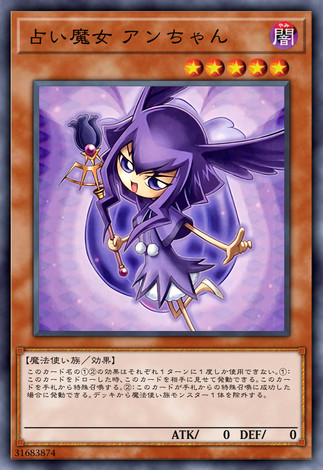 占い魔女 アンちゃん
闇
やみ
【魔法使い族／効果】
このカード名の①②の効果はそれぞれ１ターンに１度しか使用できない。①：
このカードをドローした時、このカードを相手に見せて発動できる。このカー
ドを手札から特殊召喚する。②：このカードが手札からの特殊召喚に成功した
場合に発動できる。デッキから魔法使い族モンスター１体を除外する。
ATK/ 0 DEF/ 0
31683874